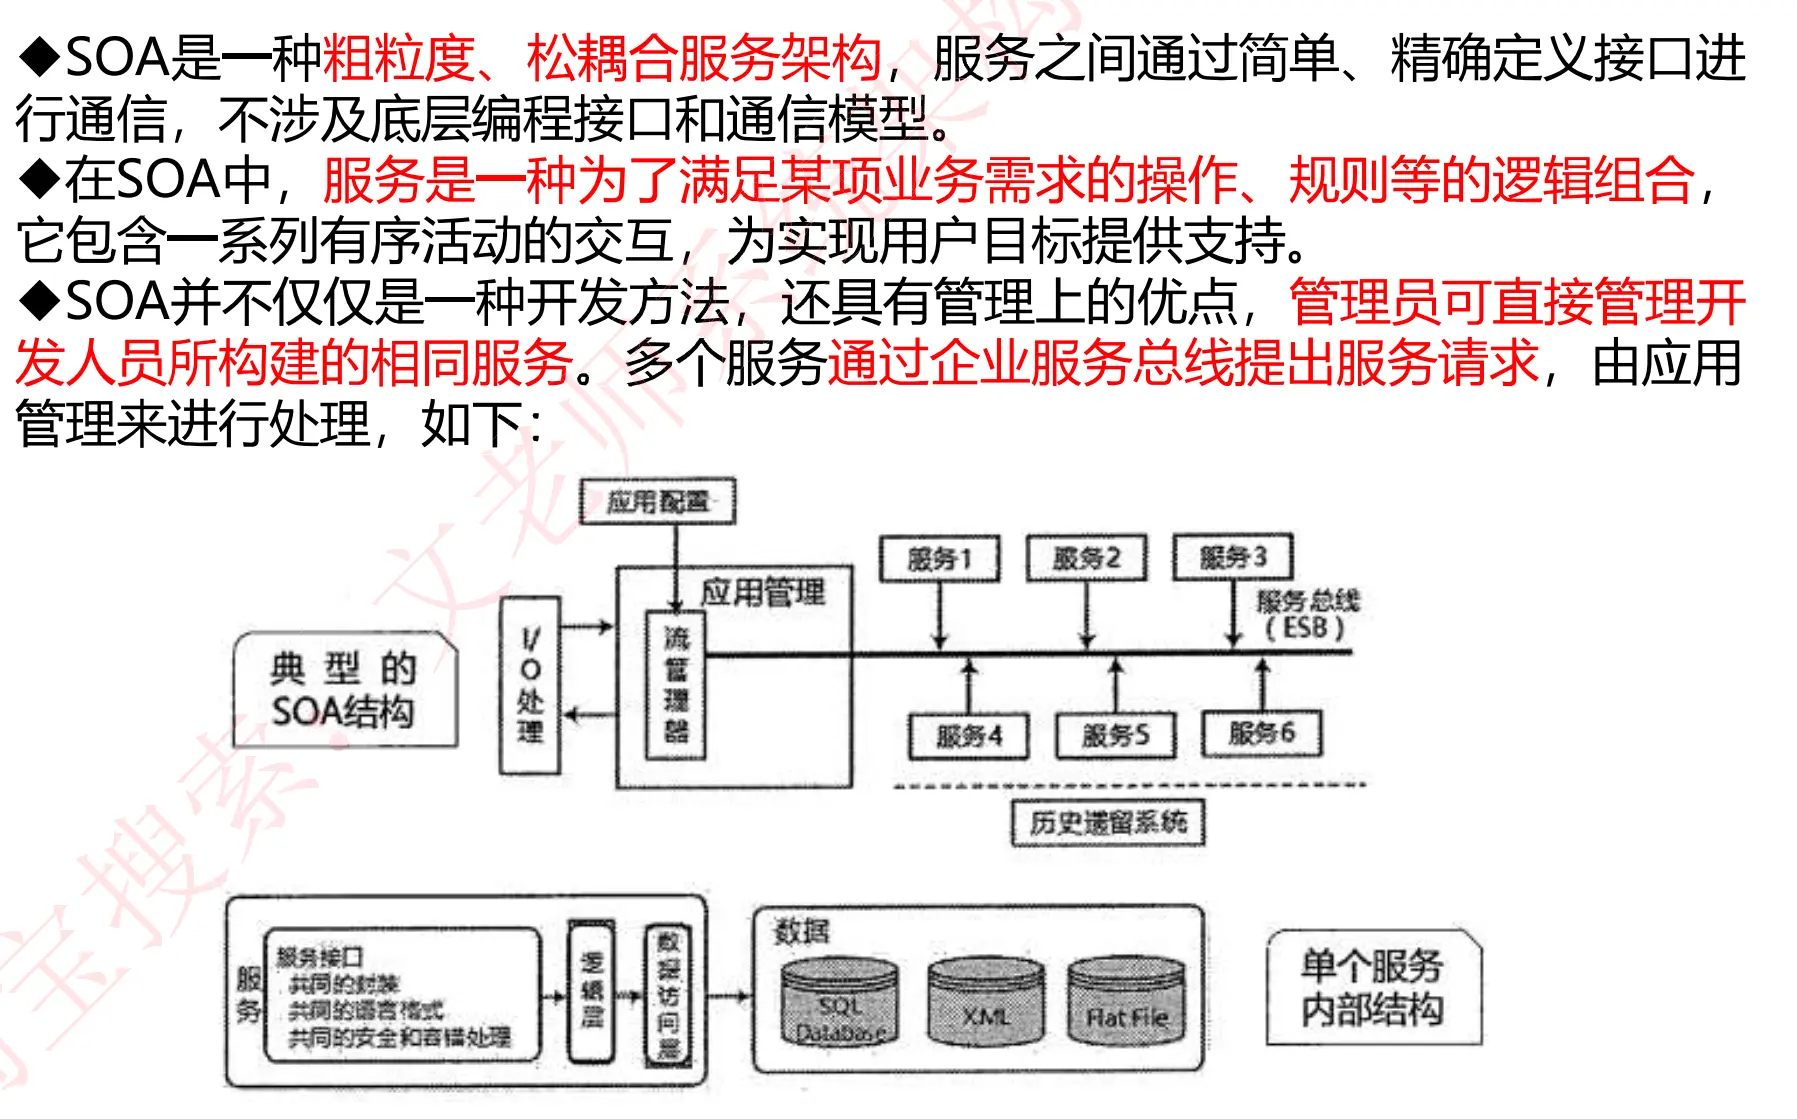 ◆SOA是一种粗粒度、松耦合服务架构，服务之间通过简单、精确定义接口进
行通信，不涉及底层编程接口和通信模型。
◆在SOA中，服务是一种为了满足某项业务需求的操作、规则等的逻辑组合，
它包含一系列有序活动的交互，为实现用户目标提供支持。
◆SOA并不仅仅是一种开发方法，还具有管理上的优点，管理员可直接管理开
发人员所构建的相同服务。多个服务通过企业服务总线提出服务请求，由应用
管理来进行处理，如下：
应用配置
应用管理
流管理器
I/O处理
服务1
服务2
服务3
服务总线
（ESB）
典型的
SOA结构
服务4
服务5
服务6
历史遗留系统
服务
服务接口
共同的封装
共同的语言格式
共同的安全和容错处理
逻辑层
数据访问层
数据
SQL
Database
XML
Flat File
单个服务
内部结构
文老师系统架构
淘宝搜索：